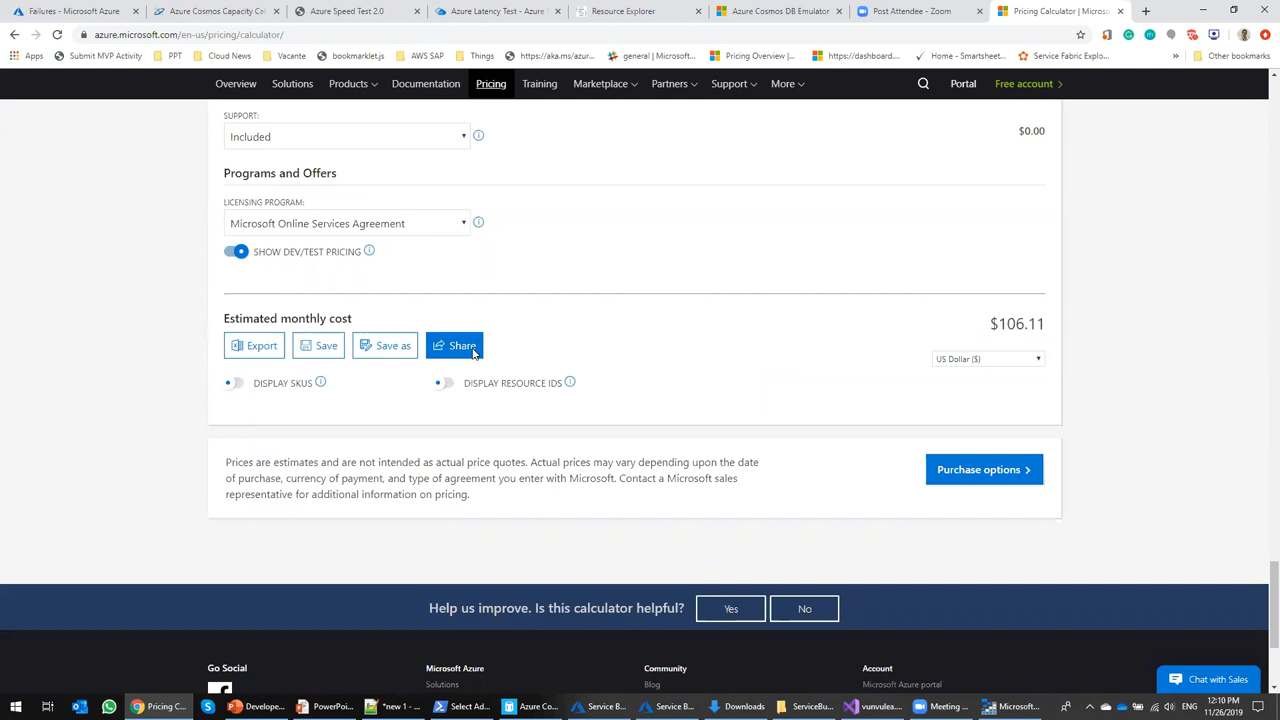 Failures - Microsoft Azure
Azure Cosmos Capacity Cal
Azure Speed Test 2.0
Azure Latency Test - Azure
Resource Explorer
Azure Cosmos DB Emulator
Post Attendee - Zoom
Pricing Calculator | Microso
azure.microsoft.com/en-us/pricing/calculator/
Apps
Submit MVP Activity
PPT
Cloud News
Vacante
bookmarklet.js
AWS SAP
Things
https://aka.ms/azur...
general | Microsoft...
Pricing Overview |...
https://dashboard....
Home - Smartsheet...
Service Fabric Explo...
Other bookmarks
Overview
Solutions
Products
Documentation
Pricing
Training
Marketplace
Partners
Support
More
Portal
Free account
SUPPORT:
Included
$0.00
Programs and Offers
LICENSING PROGRAM:
Microsoft Online Services Agreement
SHOW DEV/TEST PRICING
Estimated monthly cost
$106.11
Export
Save
Save as
Share
US Dollar ($)
DISPLAY SKUS
DISPLAY RESOURCE IDS
Prices are estimates and are not intended as actual price quotes. Actual prices may vary depending upon the date
of purchase, currency of payment, and type of agreement you enter with Microsoft. Contact a Microsoft sales
representative for additional information on pricing.
Purchase options
Help us improve. Is this calculator helpful?
Yes
No
Go Social
Microsoft Azure
Community
Account
Solutions
Blog
Microsoft Azure portal
Chat with Sales
Pricing C...
Develope...
PowerPoi...
*new 1 - ...
Select Ad...
Azure Co...
Service B...
Service B...
Downloads
ServiceBu...
vunvulea...
Meeting ...
Microsoft...
ENG
12:10 PM
11/26/2019